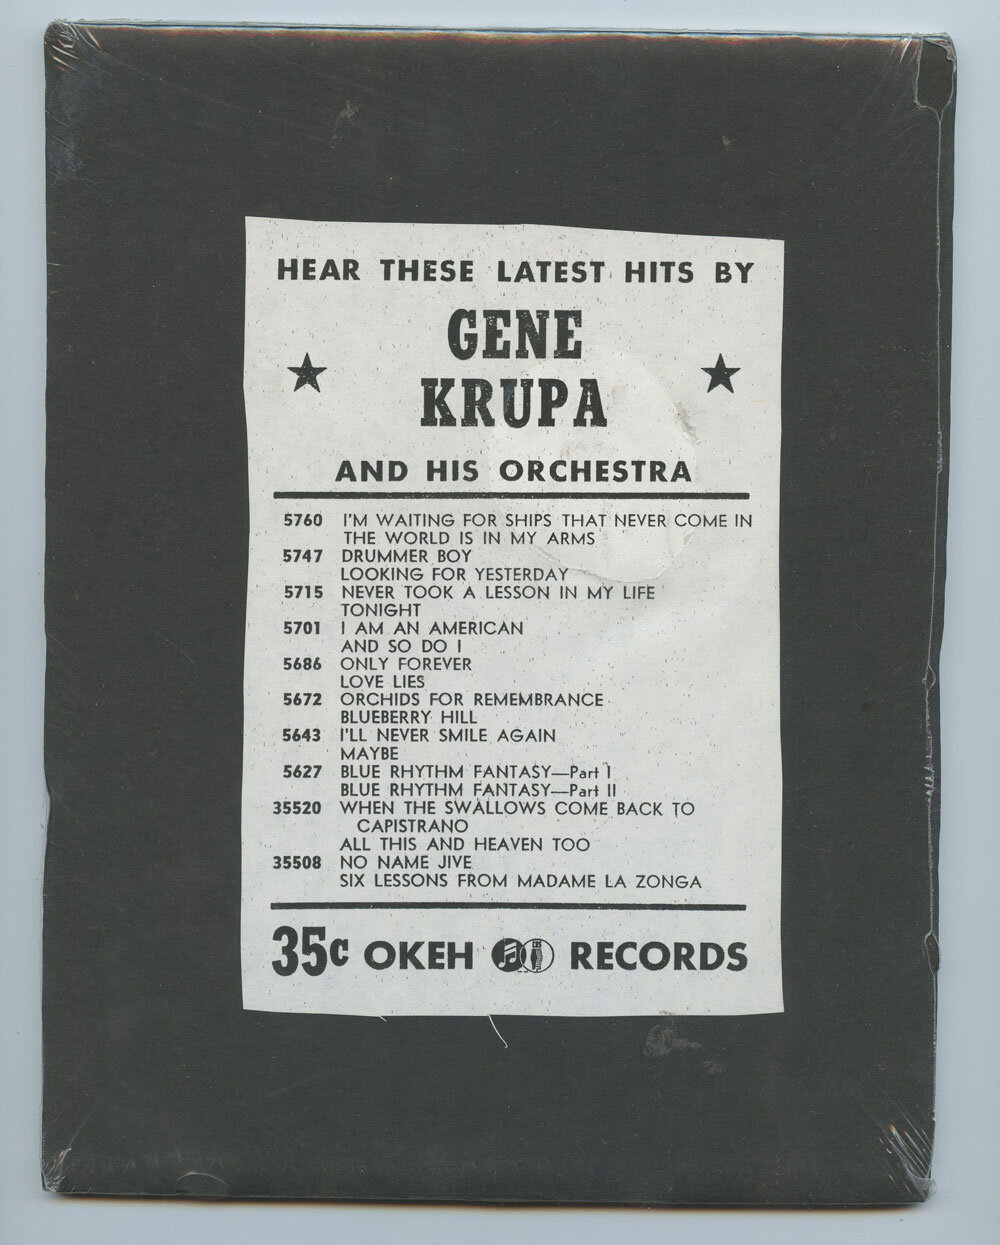 HEAR THESE LATEST HITS BY
GENE
KRUPA
AND HIS ORCHESTRA
5760 I'M WAITING FOR SHIPS THAT NEVER COME IN
THE WORLD IS IN MY ARMS
5747 DRUMMER BOY
LOOKING FOR YESTERDAY
5715 NEVER TOOK A LESSON IN MY LIFE
TONIGHT
5701 I AM AN AMERICAN
AND SO DO I
5686 ONLY FOREVER
LOVE LIES
5672 ORCHIDS FOR REMEMBRANCE
BLUEBERRY HILL
5643 I'LL NEVER SMILE AGAIN
MAYBE
5627 BLUE RHYTHM FANTASY—Part I
BLUE RHYTHM FANTASY—Part II
35520 WHEN THE SWALLOWS COME BACK TO
CAPISTRANO
ALL THIS AND HEAVEN TOO
35508 NO NAME JIVE
SIX LESSONS FROM MADAME LA ZONGA
35c OKEH CBS RECORDS